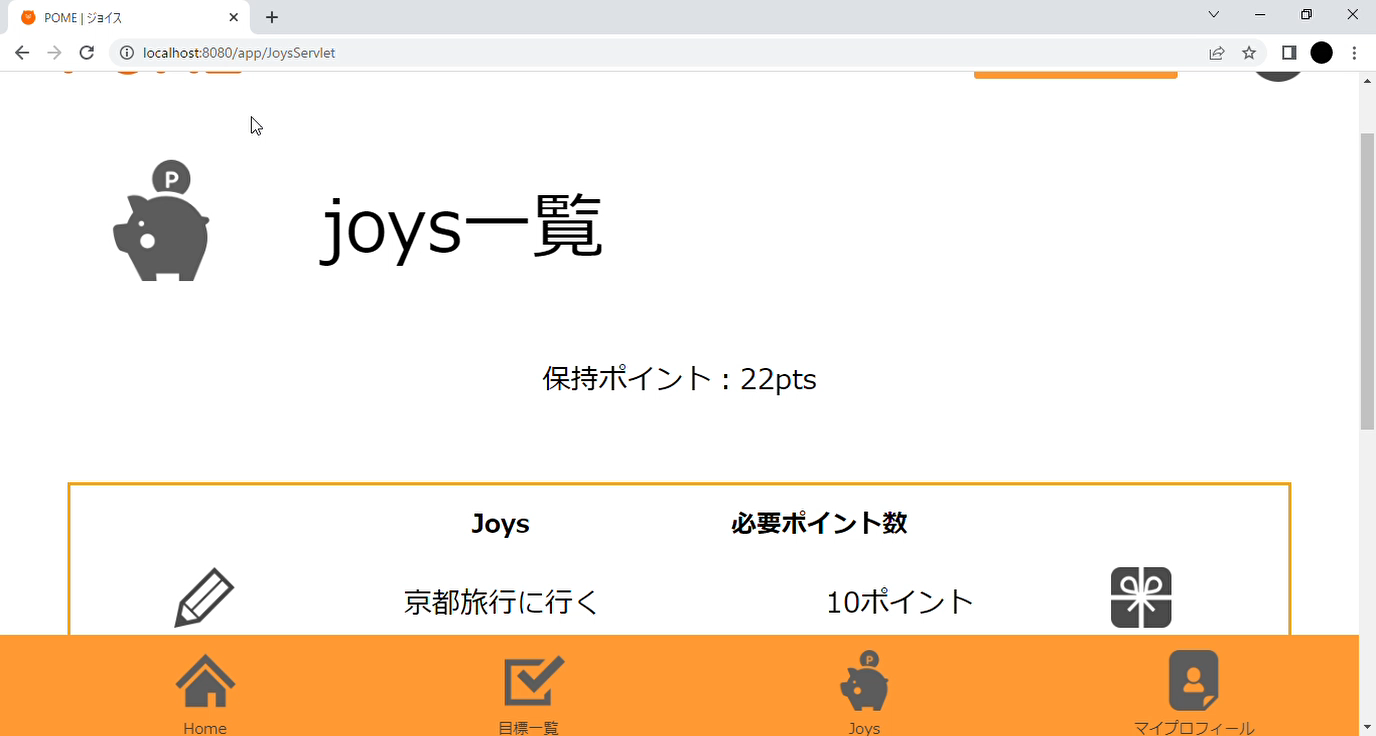 POME | ジョイス
localhost:8080/app/JoysServlet
P
joys一覧
保持ポイント：22pts
Joys 必要ポイント数
京都旅行に行く 10ポイント
P
Home 目標一覧 Joys マイプロフィール